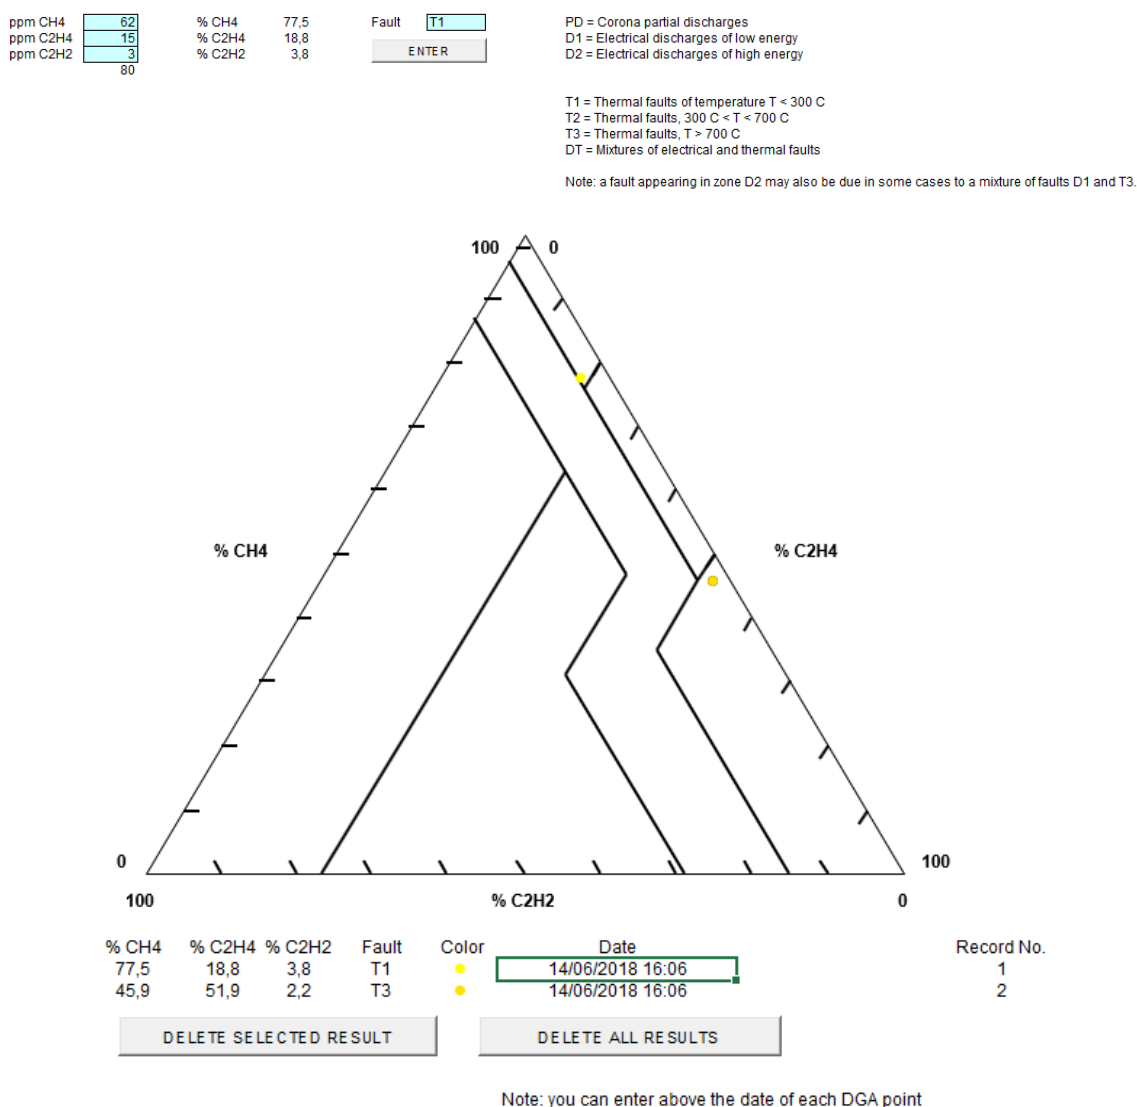 ppm CH4 62 % CH4 77,5 Fault T1 PD = Corona partial discharges
ppm C2H4 15 % C2H4 18,8 D1 = Electrical discharges of low energy
ppm C2H2 3 % C2H2 3,8 ENTER D2 = Electrical discharges of high energy
80
T1 = Thermal faults of temperature T < 300 C
T2 = Thermal faults, 300 C < T < 700 C
T3 = Thermal faults, T > 700 C
DT = Mixtures of electrical and thermal faults
Note: a fault appearing in zone D2 may also be due in some cases to a mixture of faults D1 and T3.
100 0
% CH4 % C2H4
0 100
100 % C2H2 0
% CH4 % C2H4 % C2H2 Fault Color Date Record No.
77,5 18,8 3,8 T1 14/06/2018 16:06 1
45,9 51,9 2,2 T3 14/06/2018 16:06 2
DELETE SELECTED RESULT DELETE ALL RESULTS
Note: you can enter above the date of each DGA point